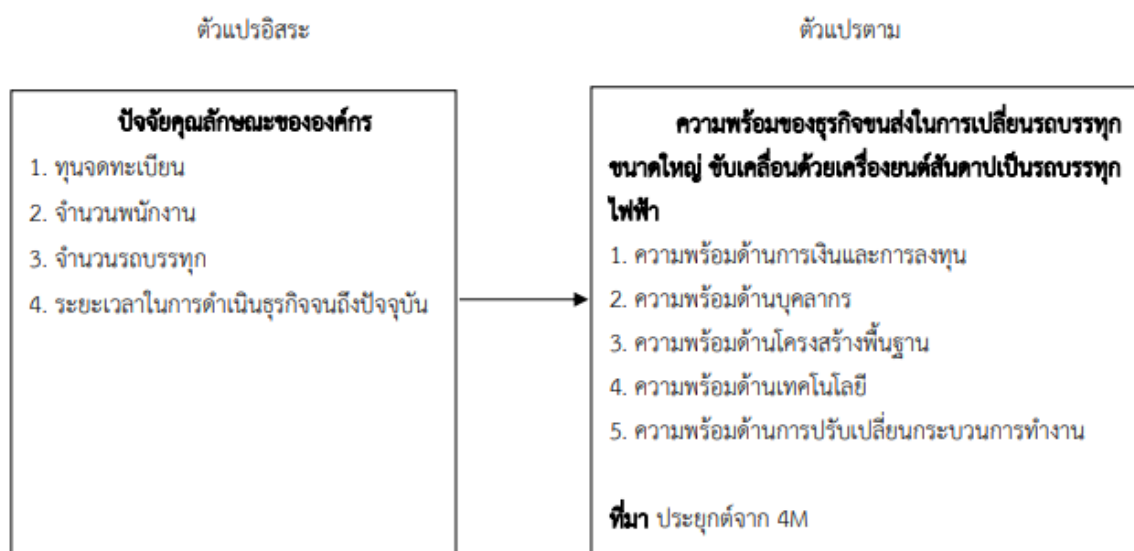 ตัวแปรอิสระ
ตัวแปรตาม
ปัจจัยคุณลักษณะขององค์กร
1. ทุนจดทะเบียน
2. จำนวนพนักงาน
3. จำนวนรถบรรทุก
4. ระยะเวลาในการดำเนินธุรกิจจนถึงปัจจุบัน
ความพร้อมของธุรกิจขนส่งในการเปลี่ยนรถบรรทุก
ขนาดใหญ่ ขับเคลื่อนด้วยเครื่องยนต์สันดาปเป็นรถบรรทุก
ไฟฟ้า
1. ความพร้อมด้านการเงินและการลงทุน
2. ความพร้อมด้านบุคลากร
3. ความพร้อมด้านโครงสร้างพื้นฐาน
4. ความพร้อมด้านเทคโนโลยี
5. ความพร้อมด้านการปรับเปลี่ยนกระบวนการทำงาน
ที่มา ประยุกต์จาก 4M